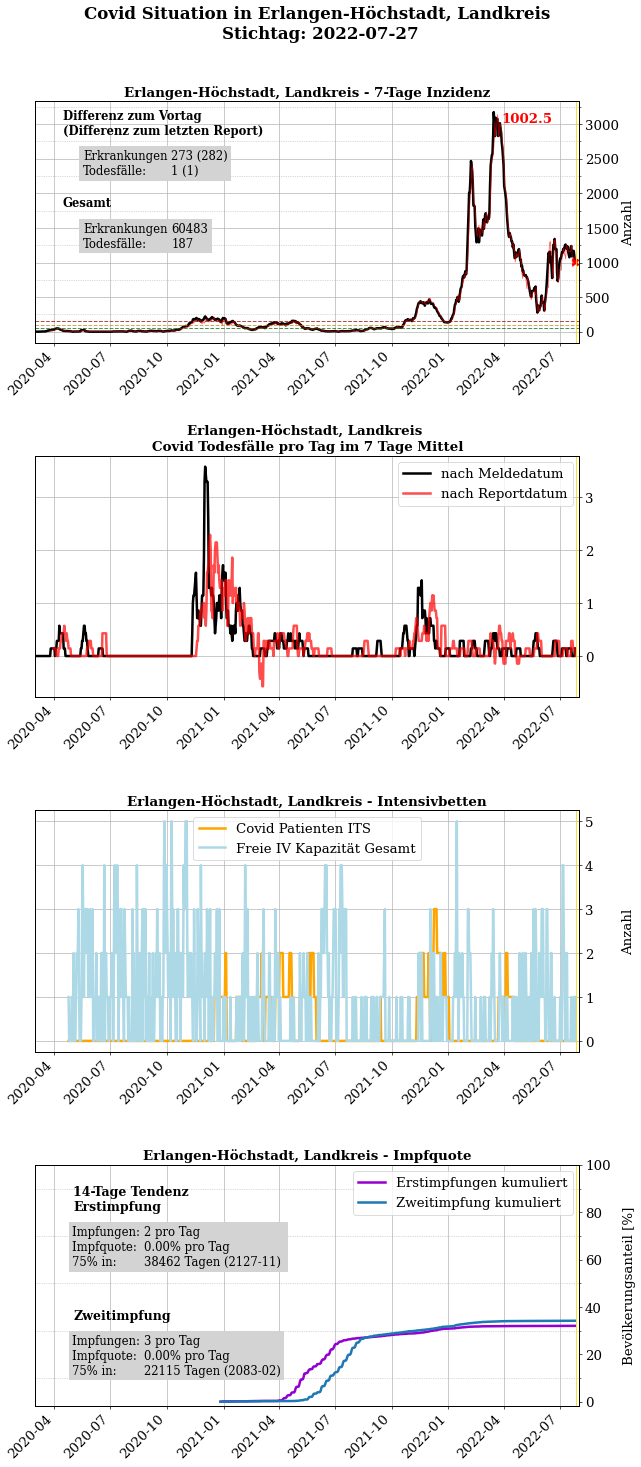 Covid Situation in Erlangen-Höchstadt, Landkreis
Stichtag: 2022-07-27
Erlangen-Höchstadt, Landkreis - 7-Tage Inzidenz
Differenz zum Vortag
(Differenz zum letzten Report)
Erkrankungen 273 (282)
Todesfälle: 1 (1)
Gesamt
Erkrankungen 60483
Todesfälle: 187
1002.5
3000
2500
2000
1500
1000
500
0
Anzahl
2020-04 2020-07 2020-10 2021-01 2021-04 2021-07 2021-10 2022-01 2022-04 2022-07
Erlangen-Höchstadt, Landkreis
Covid Todesfälle pro Tag im 7 Tage Mittel
nach Meldedatum
nach Reportdatum
3
2
1
0
2020-04 2020-07 2020-10 2021-01 2021-04 2021-07 2021-10 2022-01 2022-04 2022-07
Erlangen-Höchstadt, Landkreis - Intensivbetten
Covid Patienten ITS
Freie IV Kapazität Gesamt
5
4
3
2
1
0
Anzahl
2020-04 2020-07 2020-10 2021-01 2021-04 2021-07 2021-10 2022-01 2022-04 2022-07
Erlangen-Höchstadt, Landkreis - Impfquote
14-Tage Tendenz
Erstimpfung
Impfungen: 2 pro Tag
Impfquote: 0.00% pro Tag
75% in: 38462 Tagen (2127-11)
Zweitimpfung
Impfungen: 3 pro Tag
Impfquote: 0.00% pro Tag
75% in: 22115 Tagen (2083-02)
Erstimpfungen kumuliert
Zweitimpfung kumuliert
100
80
60
40
20
0
Bevölkerungsanteil [%]
2020-04 2020-07 2020-10 2021-01 2021-04 2021-07 2021-10 2022-01 2022-04 2022-07